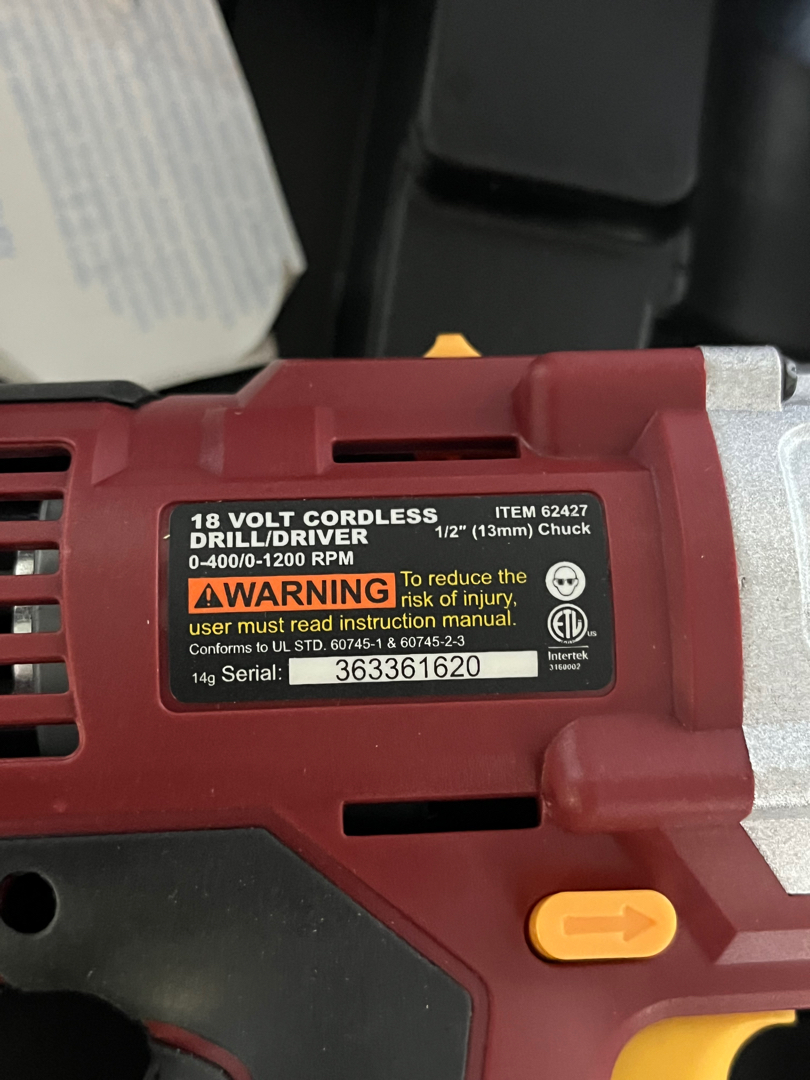 18 VOLT CORDLESS
DRILL/DRIVER
0-400/0-1200 RPM
ITEM 62427
1/2" (13mm) Chuck
WARNING To reduce the
risk of injury,
user must read instruction manual.
Conforms to UL STD. 60745-1 & 60745-2-3
14g Serial: 363361620
ETL us
Intertek
3160002